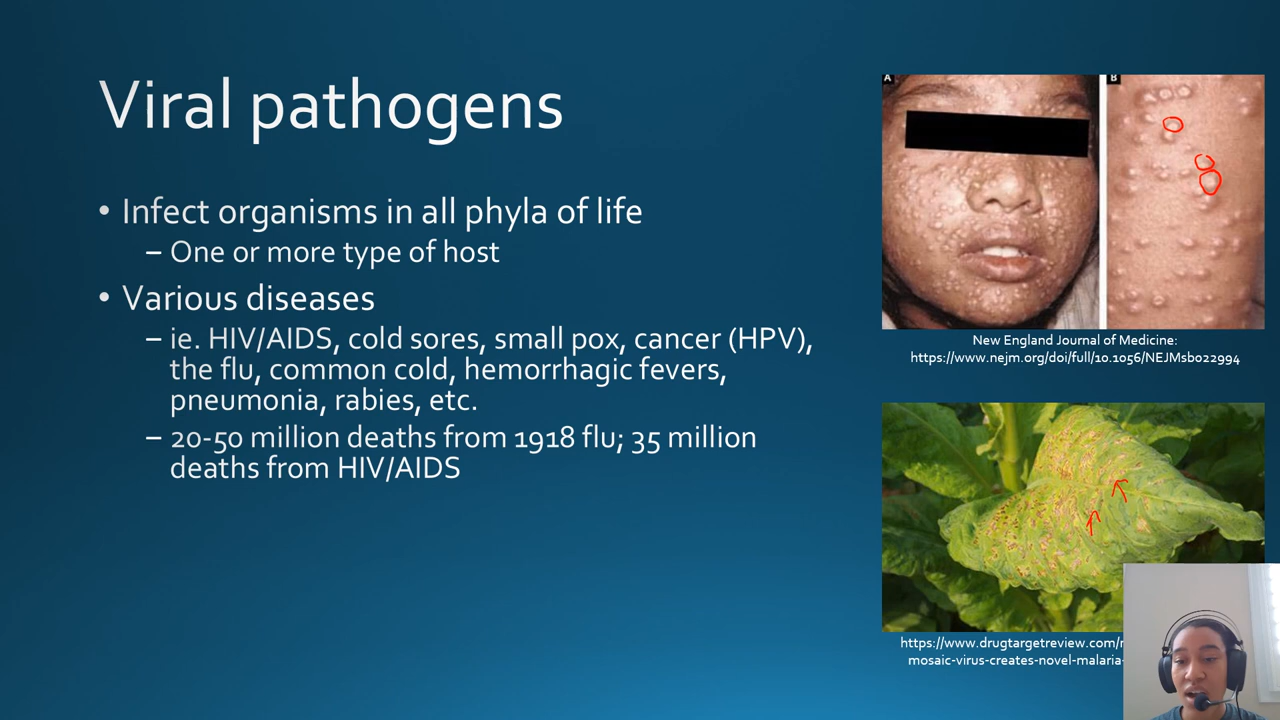 Viral pathogens
• Infect organisms in all phyla of life
– One or more type of host
• Various diseases
– ie. HIV/AIDS, cold sores, small pox, cancer (HPV),
the flu, common cold, hemorrhagic fevers,
pneumonia, rabies, etc.
– 20-50 million deaths from 1918 flu; 35 million
deaths from HIV/AIDS
A
B
New England Journal of Medicine:
https://www.nejm.org/doi/full/10.1056/NEJMsb022994
https://www.drugtargetreview.com/
mosaic-virus-creates-novel-malaria-